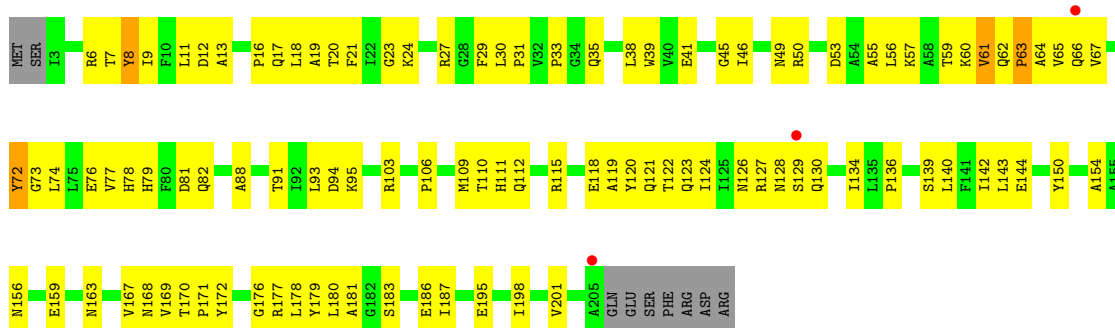 MET SER I3 R6 T7 Y8 I9 F10 L11 D12 A13 P16 Q17 L18 A19 T20 F21 I22 G23 K24 R27 G28 F29 L30 P31 V32 P33 G34 Q35 L38 W39 V40 E41 G45 I46 N49 R50 D53 A54 A55 L56 K57 A58 T59 K60 V61 Q62 P63 A64 V65 Q66 V67
Y72 G73 L74 L75 E76 V77 H78 H79 F80 D81 Q82 A88 T91 I92 L93 D94 K95 R103 P106 M109 T110 H111 Q112 R115 E118 A119 Y120 Q121 T122 Q123 I124 I125 N126 R127 N128 S129 Q130 I134 L135 P136 S139 L140 F141 I142 L143 E144 Y150 A154 A155
N156 E159 N163 V167 N168 V169 T170 P171 Y172 G176 R177 L178 Y179 L180 A181 G182 S183 E186 I187 E195 I198 V201 A205 GLN GLU SER PHE ARG ASP ARG